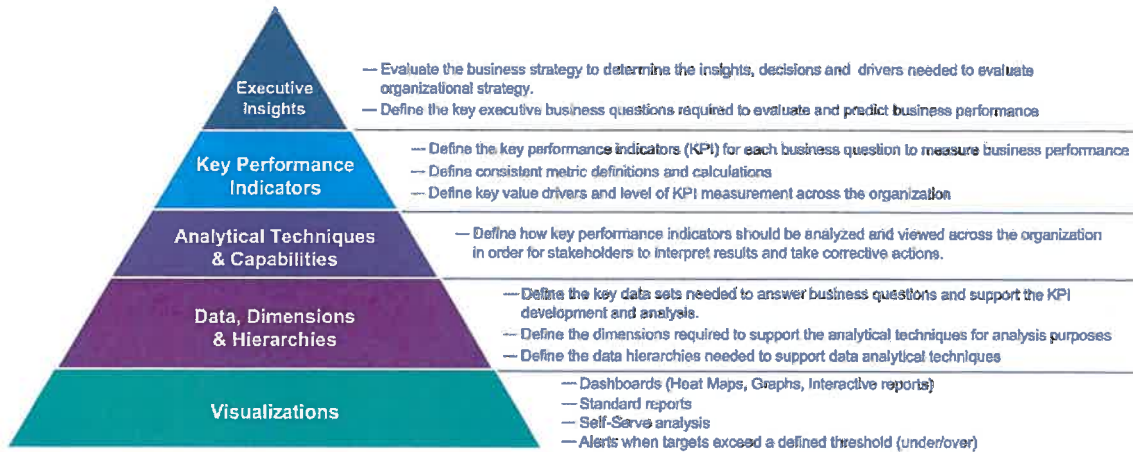 Executive
Insights
— Evaluate the business strategy to determine the insights, decisions and drivers needed to evaluate
organizational strategy.
— Define the key executive business questions required to evaluate and predict business performance
Key Performance
Indicators
— Define the key performance indicators (KPI) for each business question to measure business performance
— Define consistent metric definitions and calculations
— Define key value drivers and level of KPI measurement across the organization
Analytical Techniques
& Capabilities
— Define how key performance indicators should be analyzed and viewed across the organization
in order for stakeholders to interpret results and take corrective actions.
Data, Dimensions
& Hierarchies
— Define the key data sets needed to answer business questions and support the KPI
development and analysis.
— Define the dimensions required to support the analytical techniques for analysis purposes
— Define the data hierarchies needed to support data analytical techniques
Visualizations
— Dashboards (Heat Maps, Graphs, Interactive reports)
— Standard reports
— Self-Serve analysis
— Alerts when targets exceed a defined threshold (under/over)